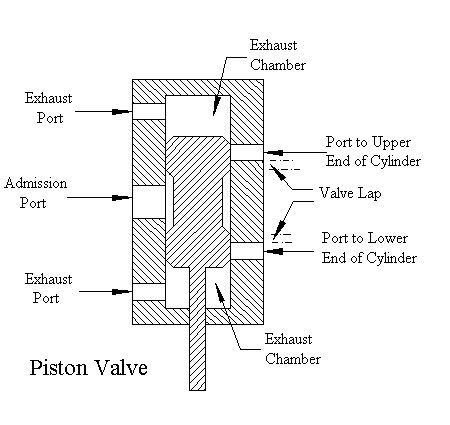 Exhaust
Chamber
Exhaust
Port
Port to Upper
End of Cylinder
Admission
Port
Valve Lap
Port to Lower
End of Cylinder
Exhaust
Port
Exhaust
Chamber
Piston Valve